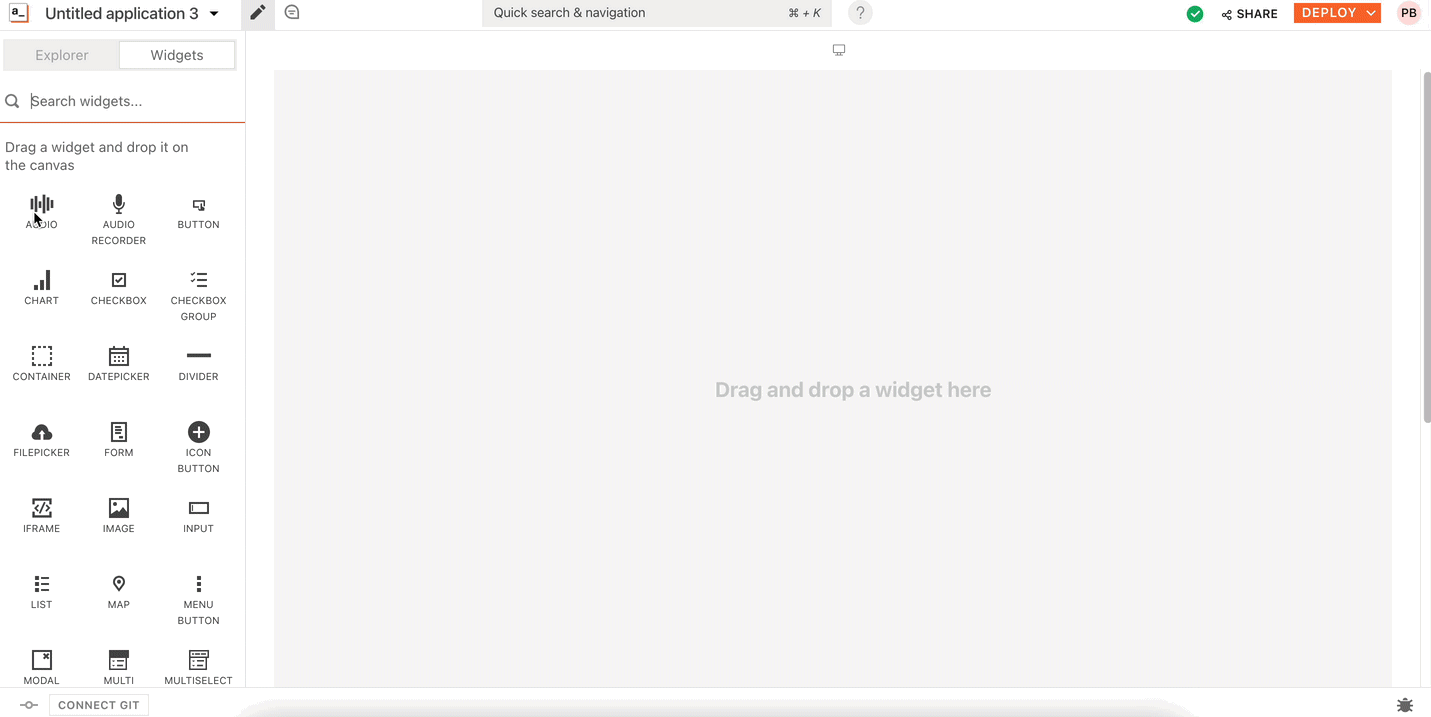 a_
Untitled application 3
Quick search & navigation
⌘ + K
?
SHARE
DEPLOY
PB
Explorer
Widgets
Search widgets...
Drag a widget and drop it on
the canvas
AUDIO
AUDIO
RECORDER
BUTTON
CHART
CHECKBOX
CHECKBOX
GROUP
CONTAINER
DATEPICKER
DIVIDER
FILEPICKER
FORM
ICON
BUTTON
IFRAME
IMAGE
INPUT
LIST
MAP
MENU
BUTTON
MODAL
MULTI
MULTISELECT
Drag and drop a widget here
CONNECT GIT